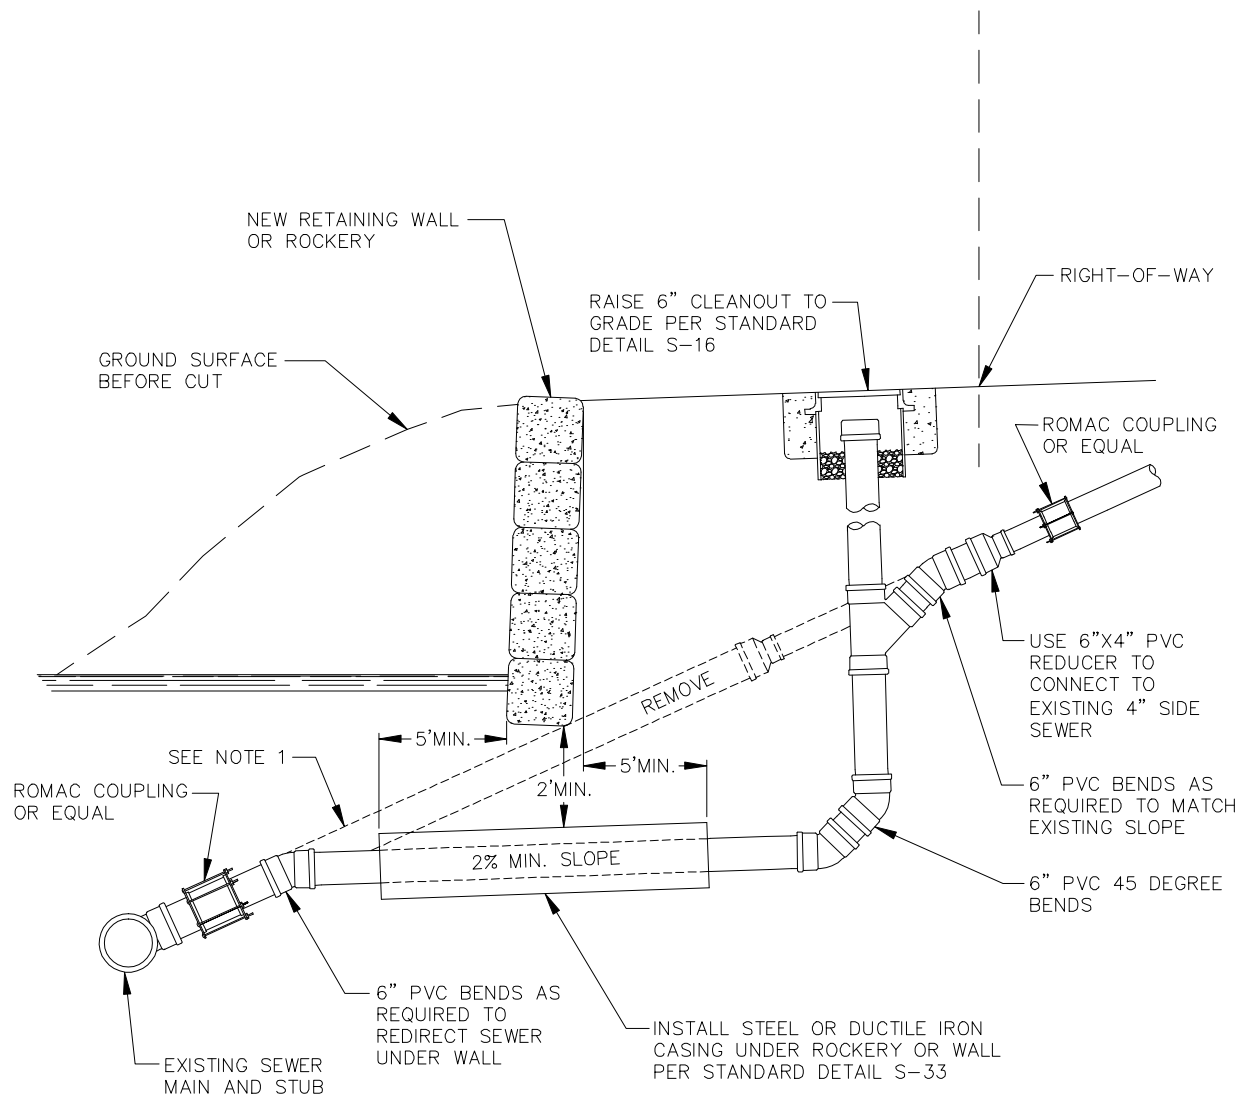 NEW RETAINING WALL
OR ROCKERY
RIGHT-OF-WAY
RAISE 6" CLEANOUT TO
GRADE PER STANDARD
DETAIL S-16
GROUND SURFACE
BEFORE CUT
ROMAC COUPLING
OR EQUAL
USE 6"X4" PVC
REDUCER TO
CONNECT TO
EXISTING 4" SIDE
SEWER
REMOVE
5'MIN.
SEE NOTE 1
5'MIN.
2'MIN.
ROMAC COUPLING
OR EQUAL
6" PVC BENDS AS
REQUIRED TO MATCH
EXISTING SLOPE
2% MIN. SLOPE
6" PVC 45 DEGREE
BENDS
6" PVC BENDS AS
REQUIRED TO
REDIRECT SEWER
UNDER WALL
INSTALL STEEL OR DUCTILE IRON
CASING UNDER ROCKERY OR WALL
PER STANDARD DETAIL S-33
EXISTING SEWER
MAIN AND STUB